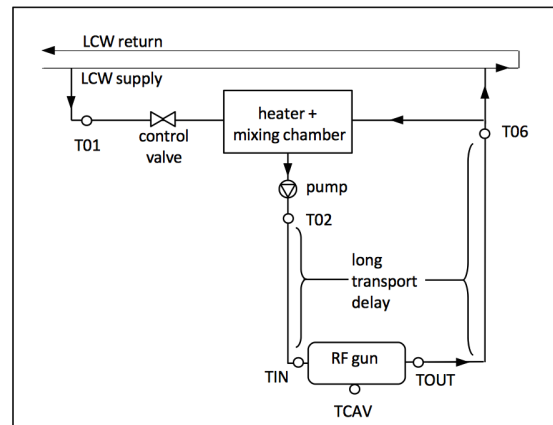 LCW return
LCW supply
T01
control
valve
heater +
mixing chamber
T06
pump
T02
long
transport
delay
TIN
RF gun
TOUT
TCAV